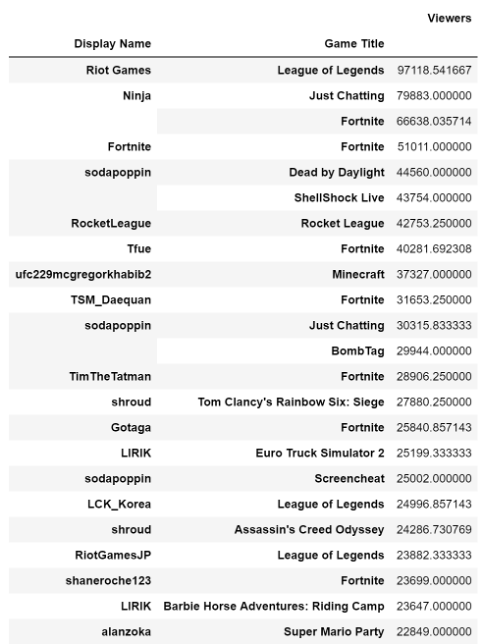 Viewers
Display Name Game Title
Riot Games League of Legends 97118.541667
Ninja Just Chatting 79883.000000
Fortnite 66638.035714
Fortnite Fortnite 51011.000000
sodapoppin Dead by Daylight 44560.000000
ShellShock Live 43754.000000
RocketLeague Rocket League 42753.250000
Tfue Fortnite 40281.692308
ufc229mcgregorkhabib2 Minecraft 37327.000000
TSM_Daequan Fortnite 31653.250000
sodapoppin Just Chatting 30315.833333
BombTag 29944.000000
TimTheTatman Fortnite 28906.250000
shroud Tom Clancy's Rainbow Six: Siege 27880.250000
Gotaga Fortnite 25840.857143
LIRIK Euro Truck Simulator 2 25199.333333
sodapoppin Screencheat 25002.000000
LCK_Korea League of Legends 24996.857143
shroud Assassin's Creed Odyssey 24286.730769
RiotGamesJP League of Legends 23882.333333
shaneroche123 Fortnite 23699.000000
LIRIK Barbie Horse Adventures: Riding Camp 23647.000000
alanzoka Super Mario Party 22849.000000